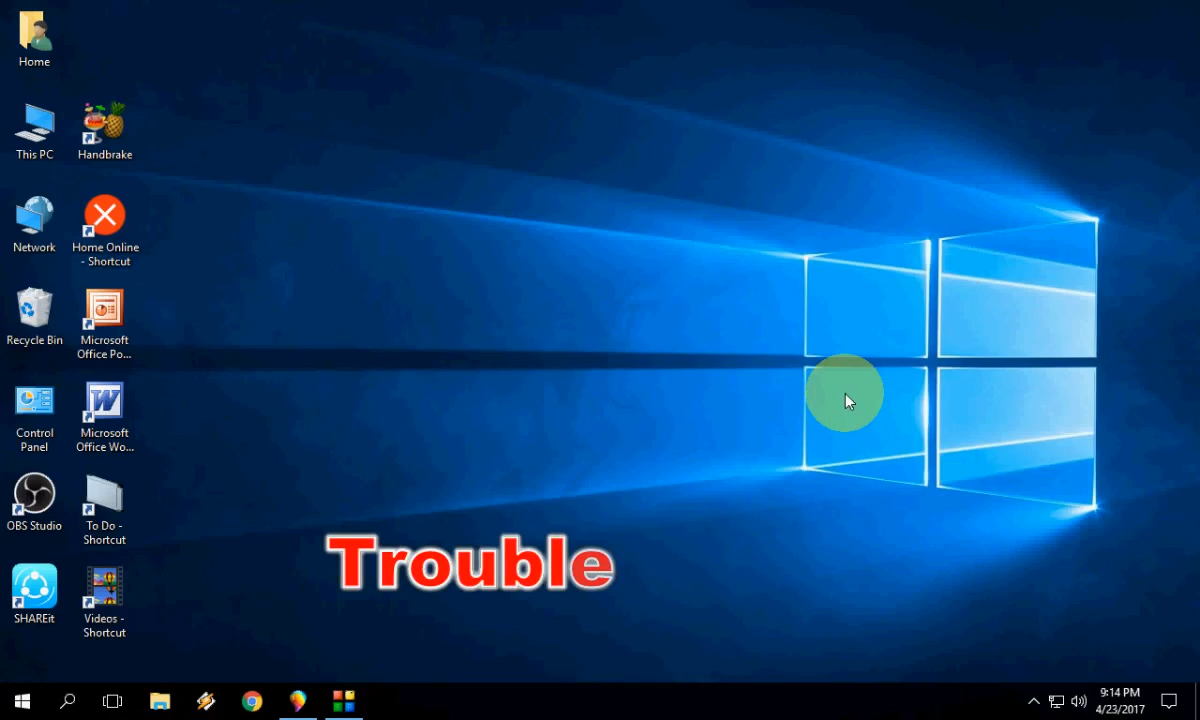 Home
This PC
Handbrake
Network
Home Online
- Shortcut
Recycle Bin
Microsoft
Office Po...
Control
Panel
Microsoft
Office Wo...
OBS Studio
To Do -
Shortcut
SHAREit
Videos -
Shortcut
Trouble
9:14 PM
4/23/2017